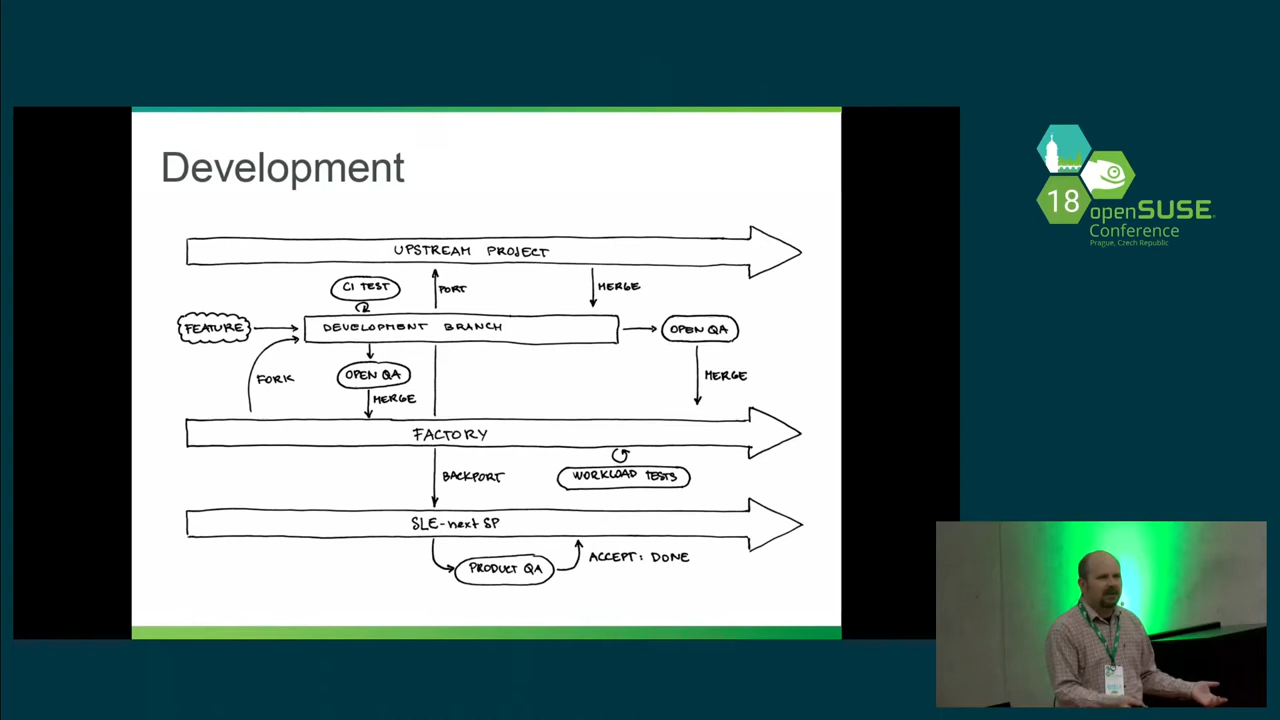 Development
UPSTREAM PROJECT
CI TEST
PORT
MERGE
FEATURE
DEVELOPMENT BRANCH
OPEN QA
FORK
OPEN QA
MERGE
MERGE
FACTORY
BACKPORT
WORKLOAD TESTS
SLE-next SP
PRODUCT QA
ACCEPT: DONE
18
openSUSE
Conference
Prague, Czech Republic